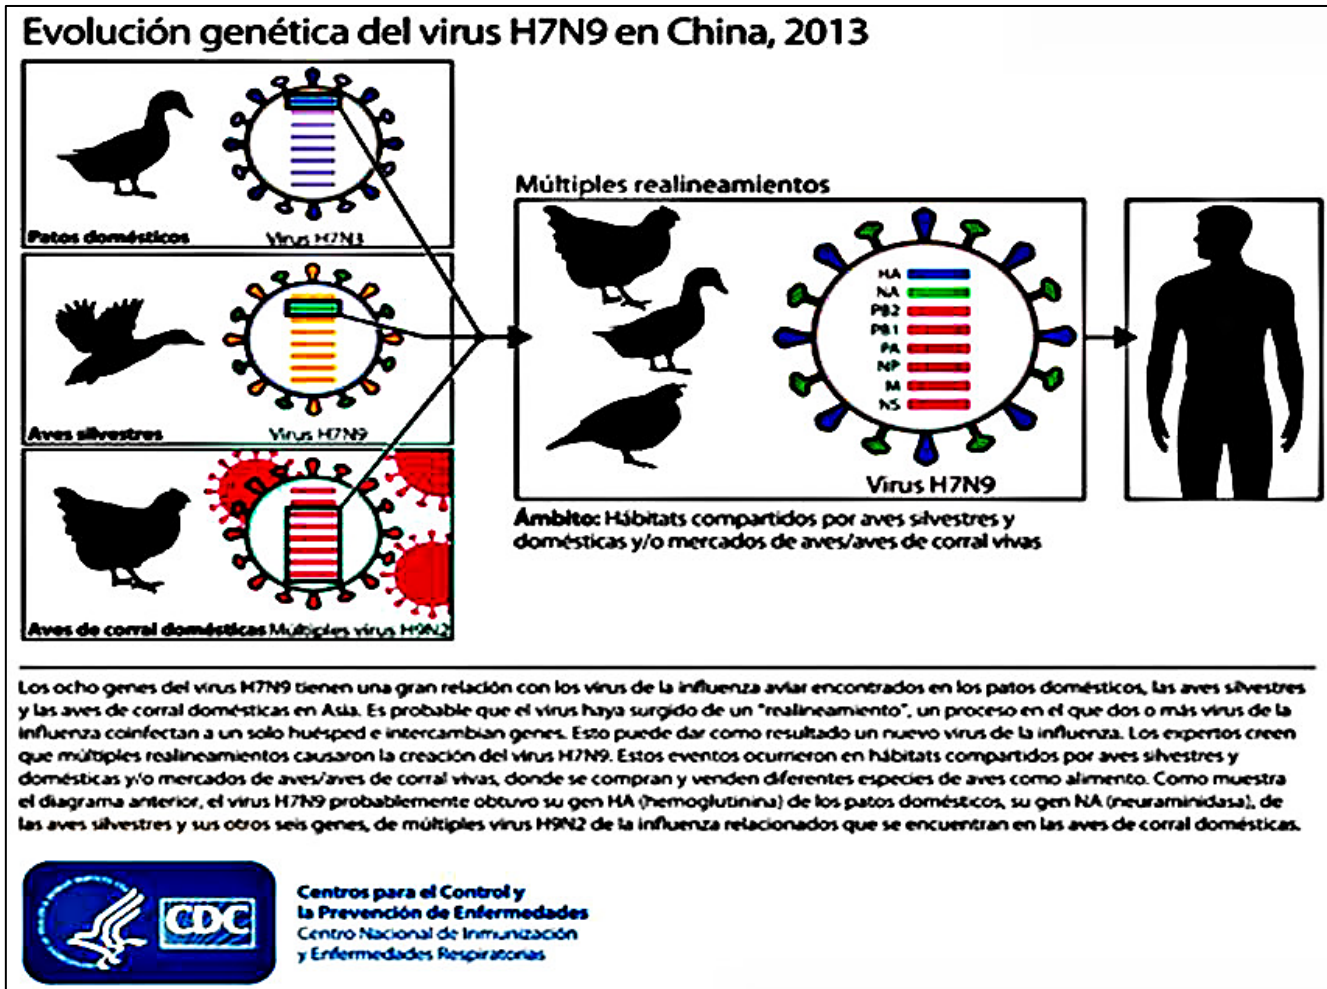 Evolución genética del virus H7N9 en China, 2013
Patos domésticos
Virus H7N3
Aves silvestres
Virus H7N9
Aves de corral domésticas
Múltiples virus H9N2
Múltiples realineamientos
HA
NA
PB2
PB1
PA
NP
M
NS
Virus H7N9
Ámbito: Hábitats compartidos por aves silvestres y
domésticas y/o mercados de aves/aves de corral vivas
Los ocho genes del virus H7N9 tienen una gran relación con los virus de la influenza aviar encontrados en los patos domésticos, las aves silvestres
y las aves de corral domésticas en Asia. Es probable que el virus haya surgido de un "realineamiento", un proceso en el que dos o más virus de la
influenza coinfectan a un solo huésped e intercambian genes. Esto puede dar como resultado un nuevo virus de la influenza. Los expertos creen
que múltiples realineamientos causaron la creación del virus H7N9. Estos eventos ocurrieron en hábitats compartidos por aves silvestres y
domésticas y/o mercados de aves/aves de corral vivas, donde se compran y venden diferentes especies de aves como alimento. Como muestra
el diagrama anterior, el virus H7N9 probablemente obtuvo su gen HA (hemoglutinina) de los patos domésticos, su gen NA (neuraminidasa), de
las aves silvestres y sus otros seis genes, de múltiples virus H9N2 de la influenza relacionados que se encuentran en las aves de corral domésticas.
CDC
Centros para el Control y
la Prevención de Enfermedades
Centro Nacional de Inmunización
y Enfermedades Respiratorias